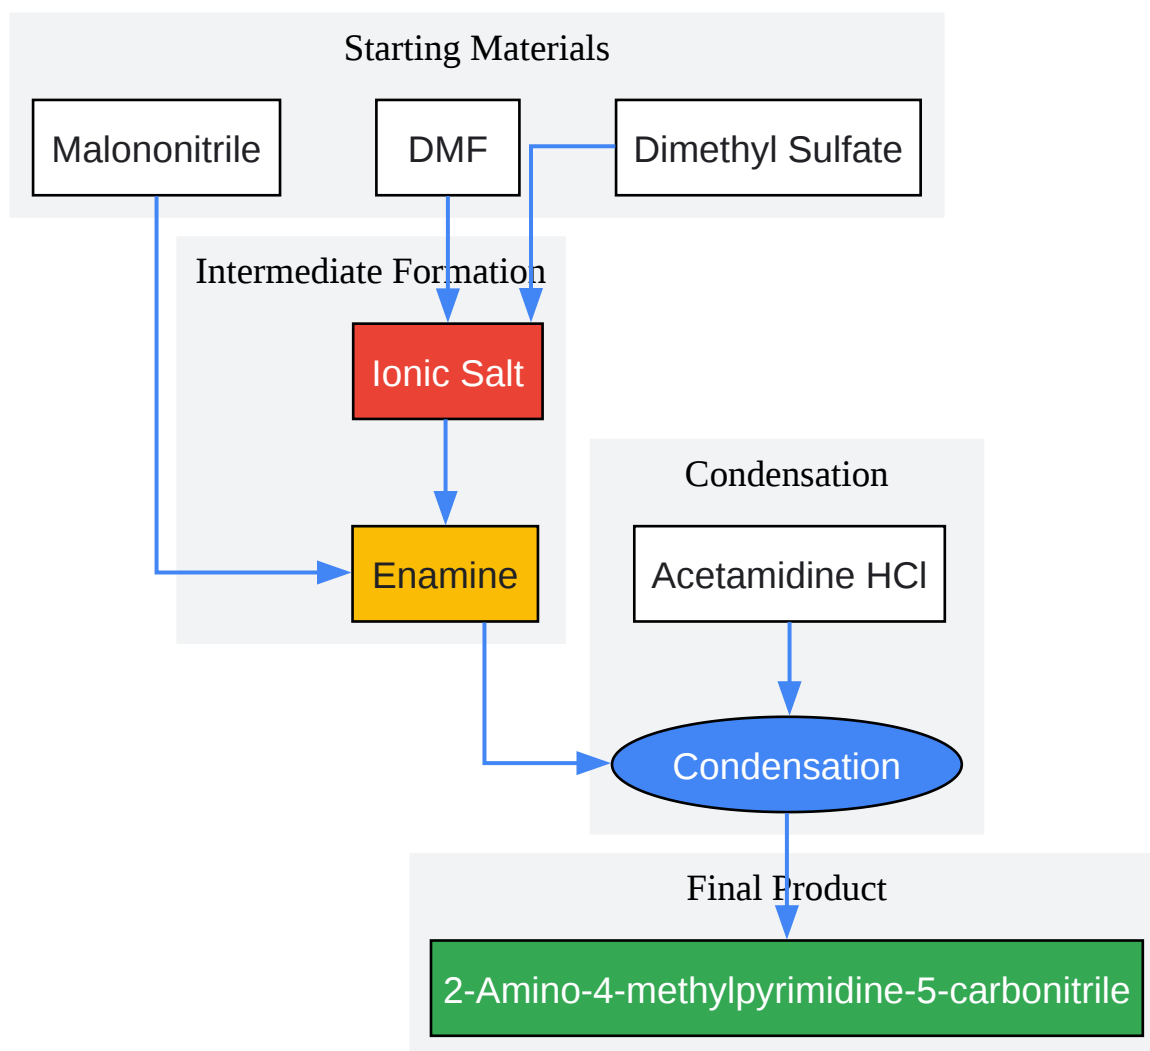 Starting Materials
Malononitrile
DMF
Dimethyl Sulfate
Intermediate Formation
Ionic Salt
Condensation
Enamine
Acetamidine HCl
Condensation
Final Product
2-Amino-4-methylpyrimidine-5-carbonitrile